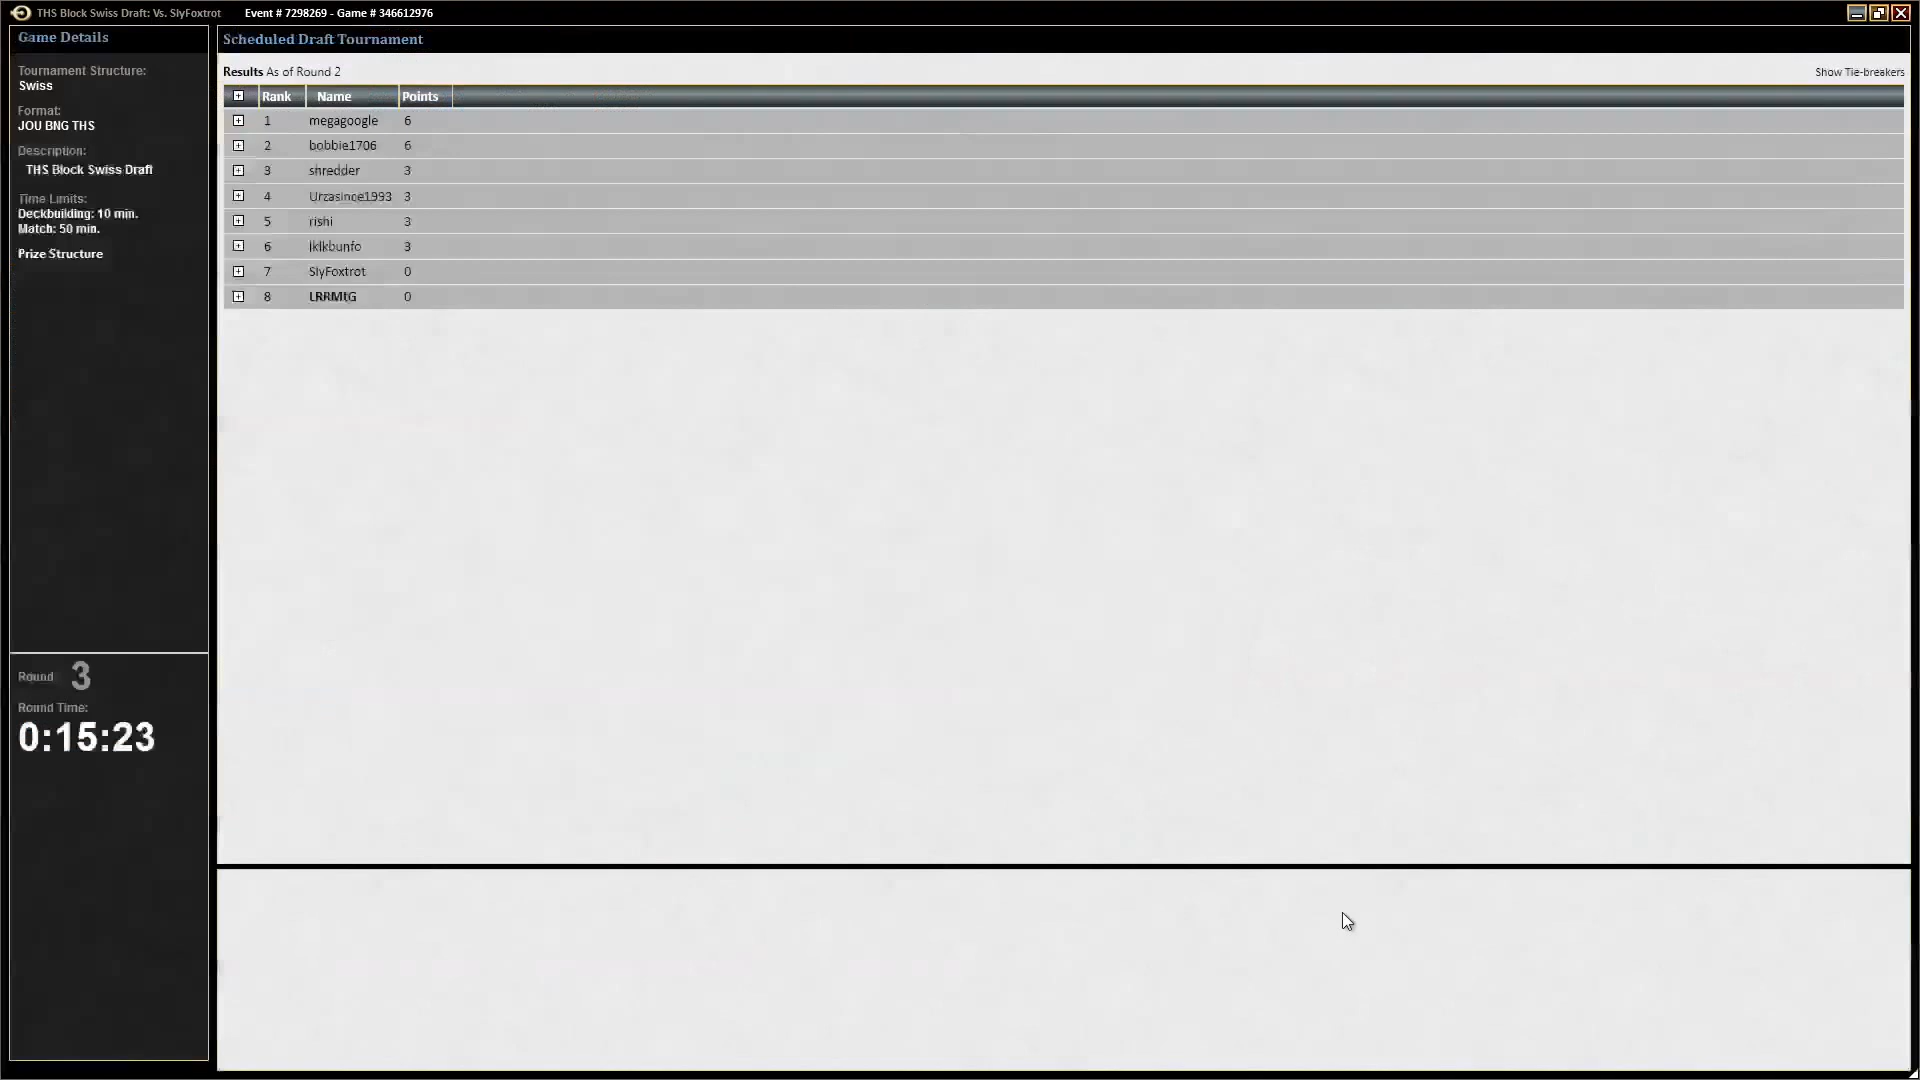 THS Block Swiss Draft: Vs. SlyFoxtrot Event # 7298269 - Game # 346612976
Game Details
Tournament Structure:
Swiss
Format:
JOU BNG THS
Description:
THS Block Swiss Draft
Time Limits:
Deckbuilding: 10 min.
Match: 50 min.
Prize Structure
Round 3
Round Time:
0:15:23
Scheduled Draft Tournament
Results As of Round 2 Show Tie-breakers
Rank Name Points
1 megagoogle 6
2 bobbie1706 6
3 shredder 3
4 Urzasince1993 3
5 rishi 3
6 lklkbunfo 3
7 SlyFoxtrot 0
8 LRRMtG 0